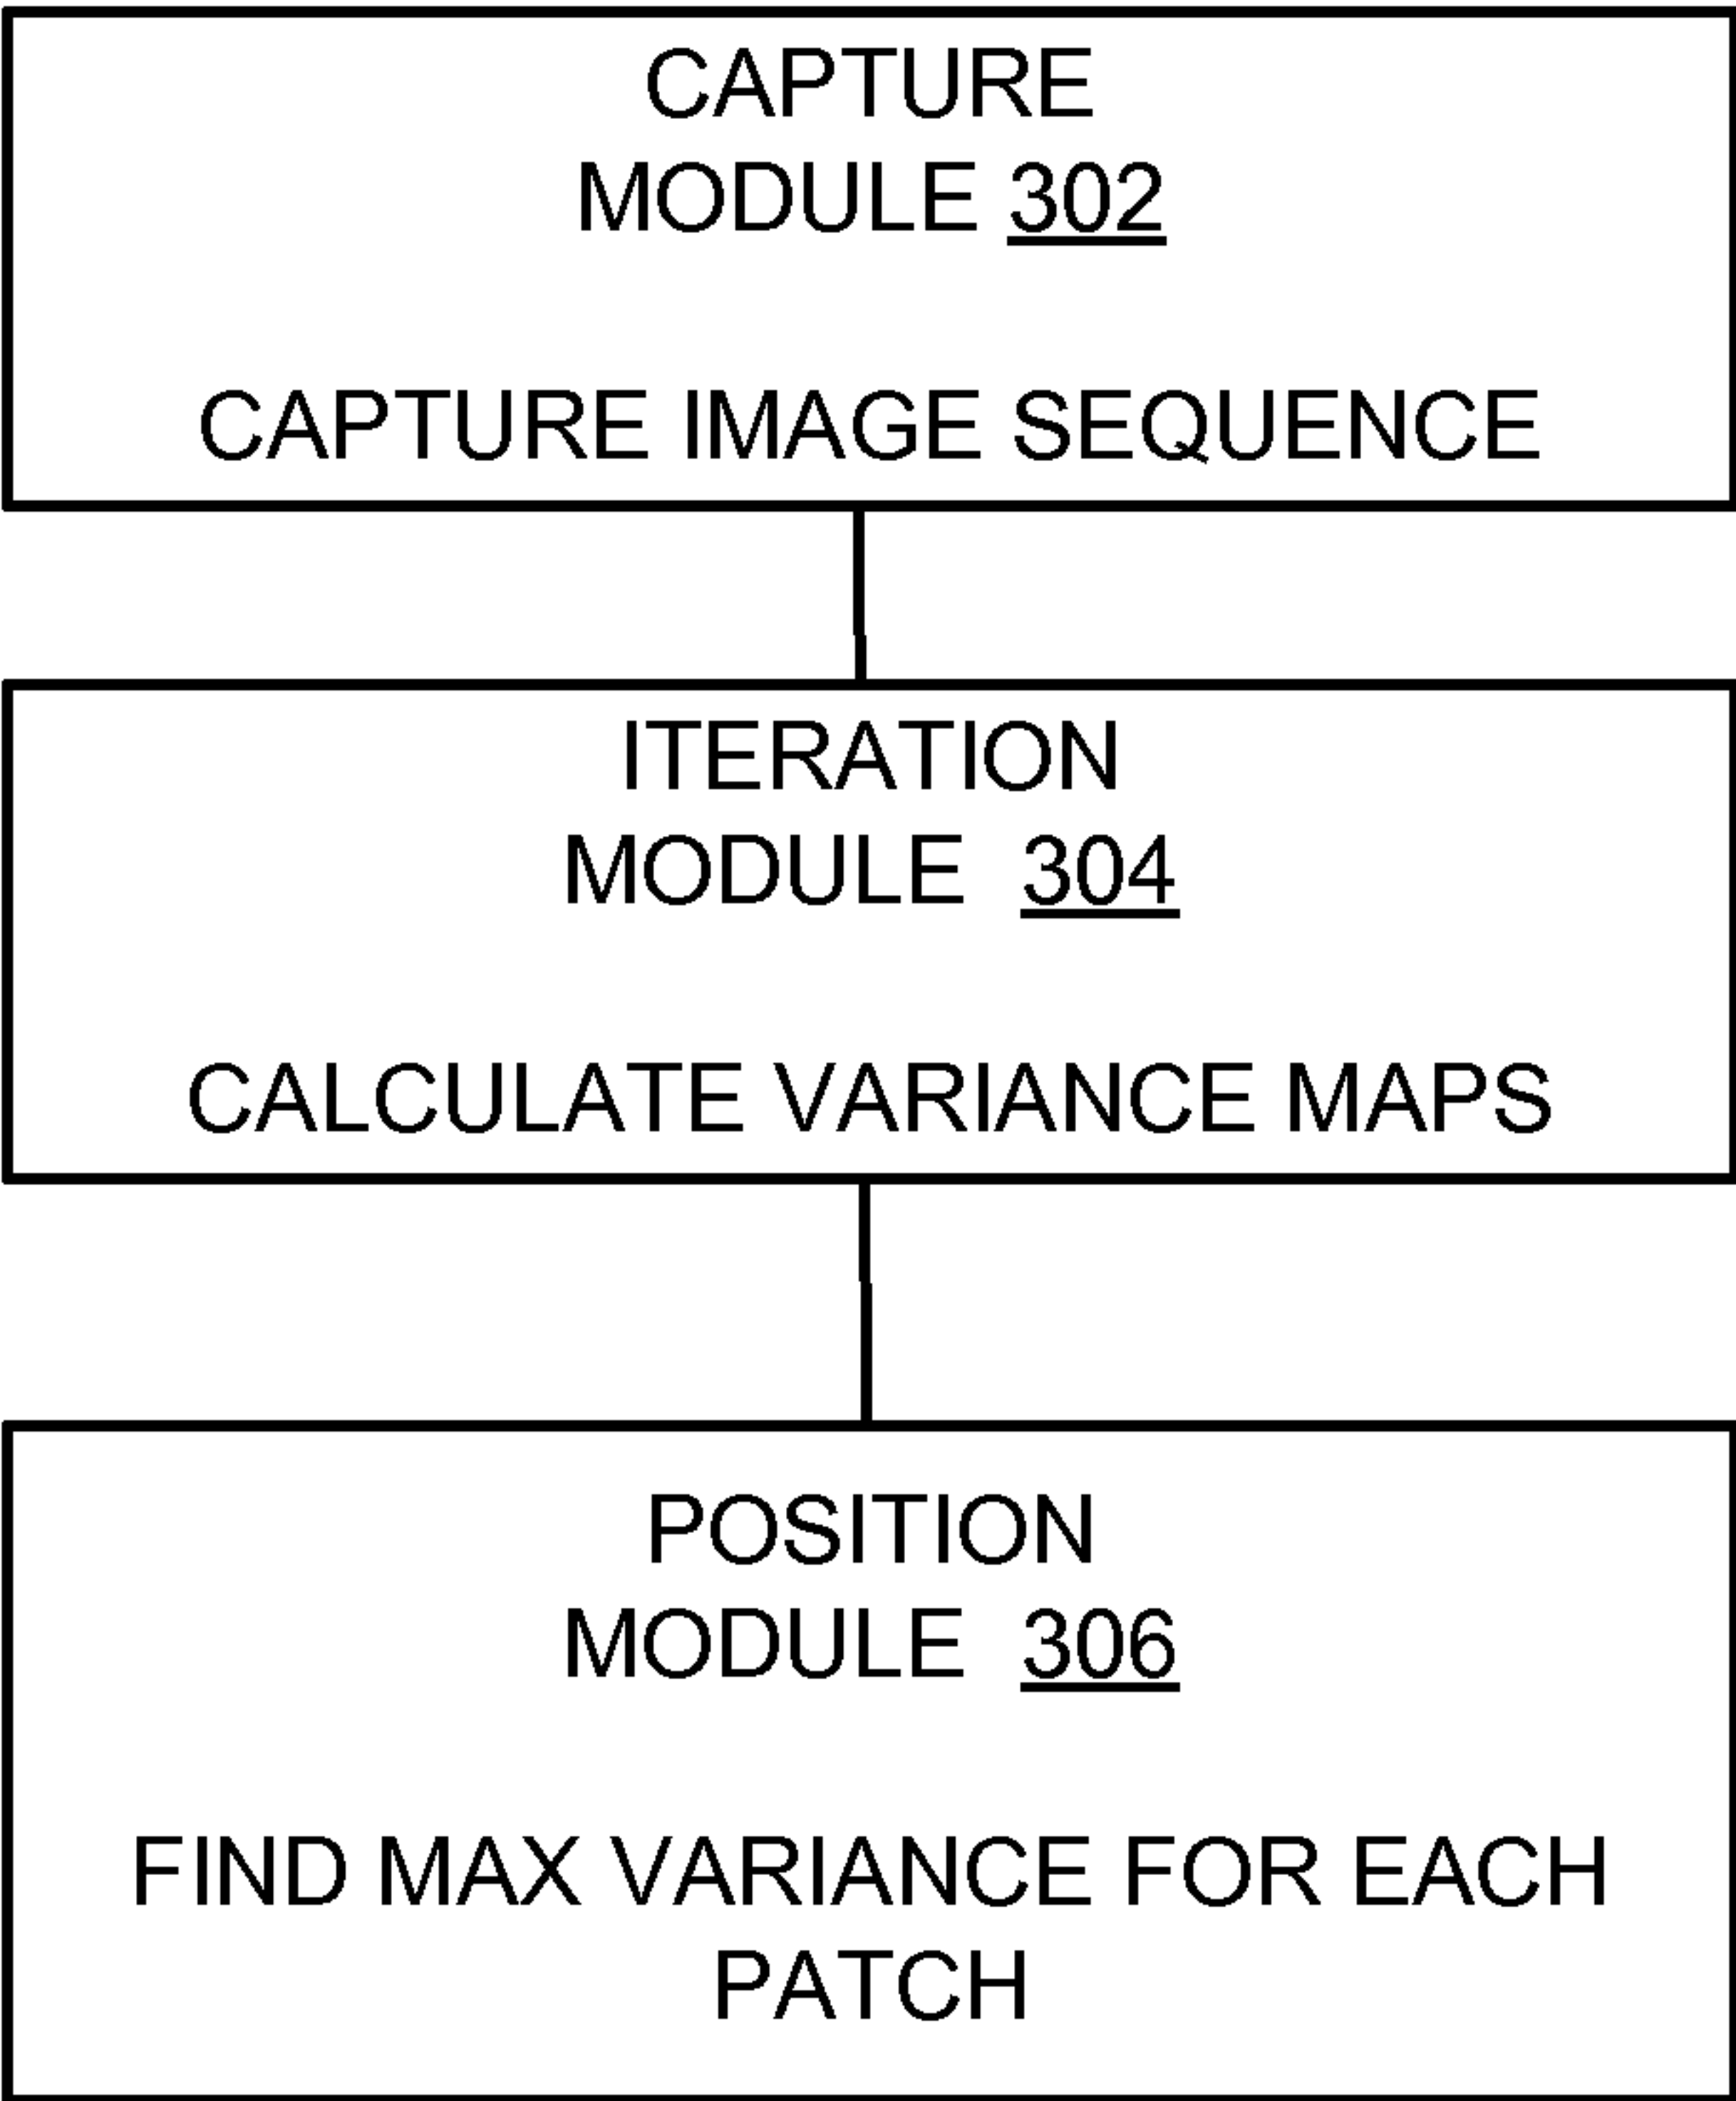 CAPTURE
MODULE 302
CAPTURE IMAGE SEQUENCE
ITERATION
MODULE 304
CALCULATE VARIANCE MAPS
POSITION
MODULE 306
FIND MAX VARIANCE FOR EACH
PATCH